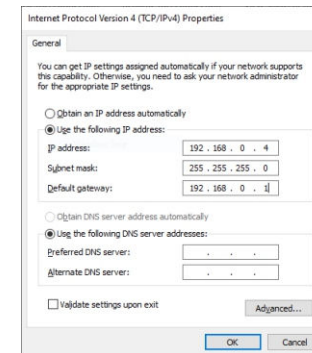 Internet Protocol Version 4 (TCP/IPv4) Properties
General
You can get IP settings assigned automatically if your network supports
this capability. Otherwise, you need to ask your network administrator
for the appropriate IP settings.
Obtain an IP address automatically
Use the following IP address:
IP address: 192 . 168 . 0 . 4
Subnet mask: 255 . 255 . 255 . 0
Default gateway: 192 . 168 . 0 . 1
Obtain DNS server address automatically
Use the following DNS server addresses:
Preferred DNS server: . . .
Alternate DNS server: . . .
Validate settings upon exit
Advanced...
OK Cancel